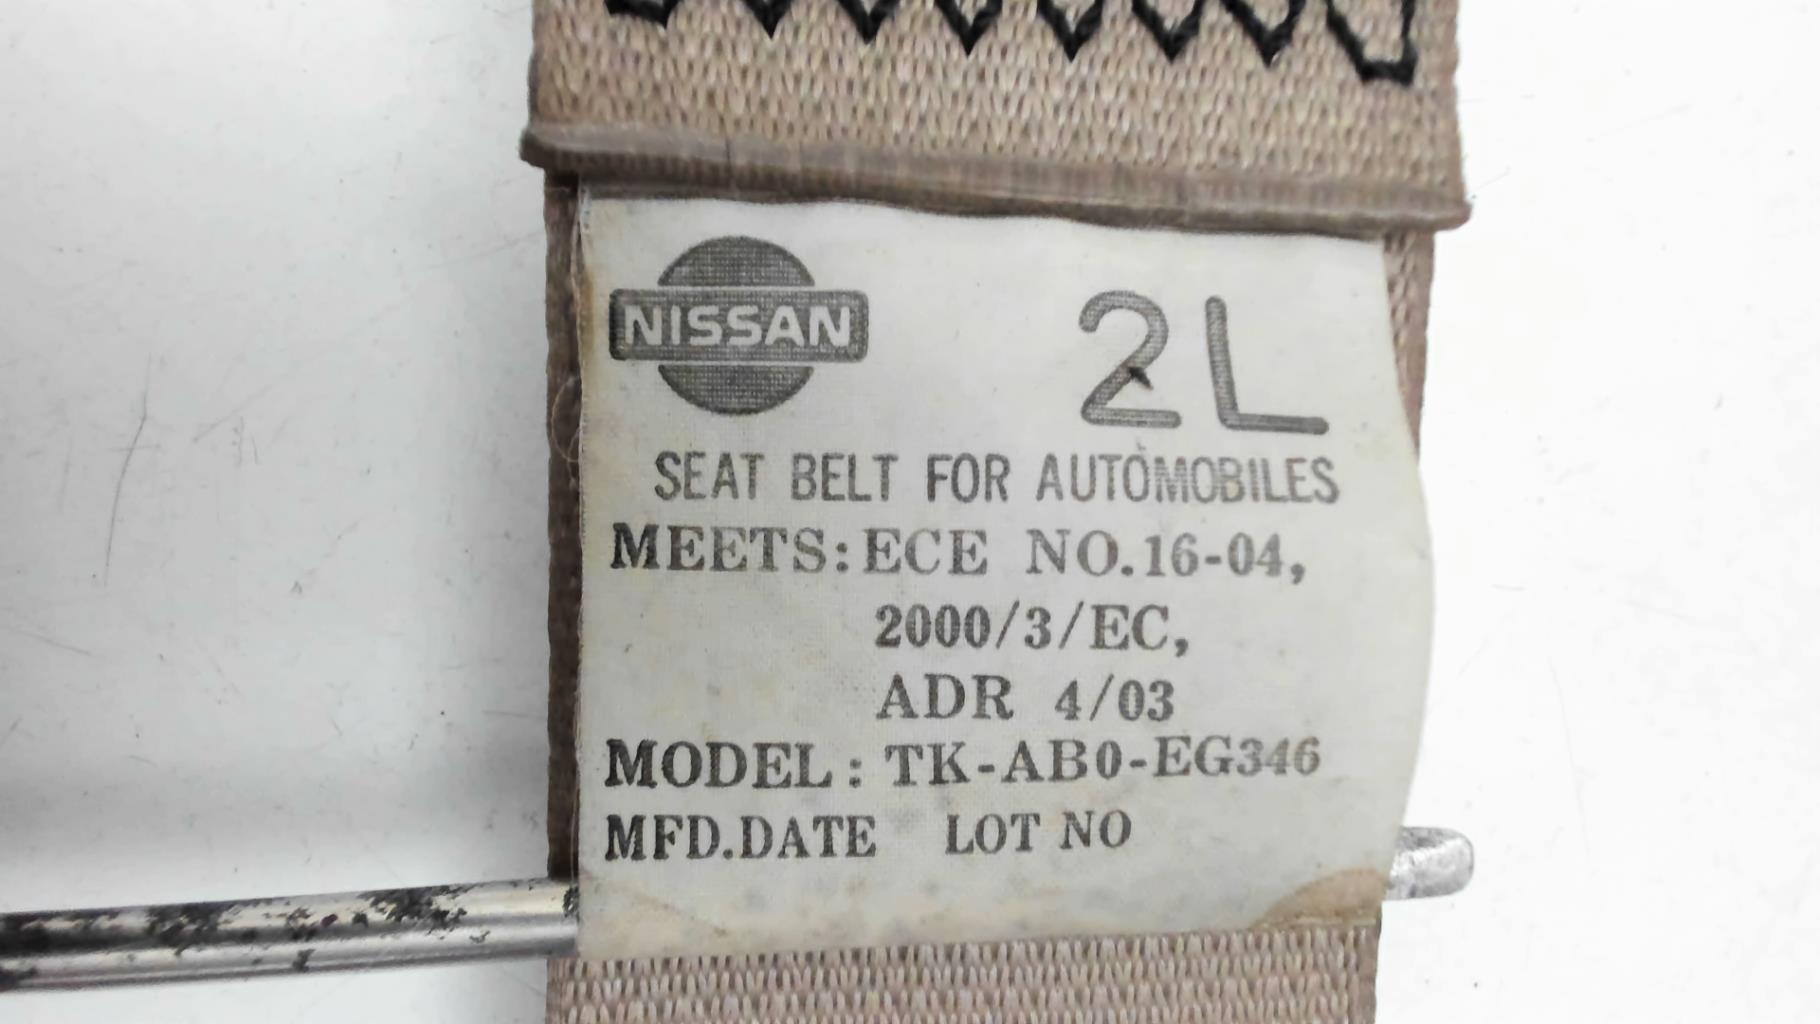 NISSAN 2L
SEAT BELT FOR AUTOMOBILES
MEETS:ECE NO.16-04,
2000/3/EC,
ADR 4/03
MODEL: TK-AB0-EG346
MFD.DATE LOT NO